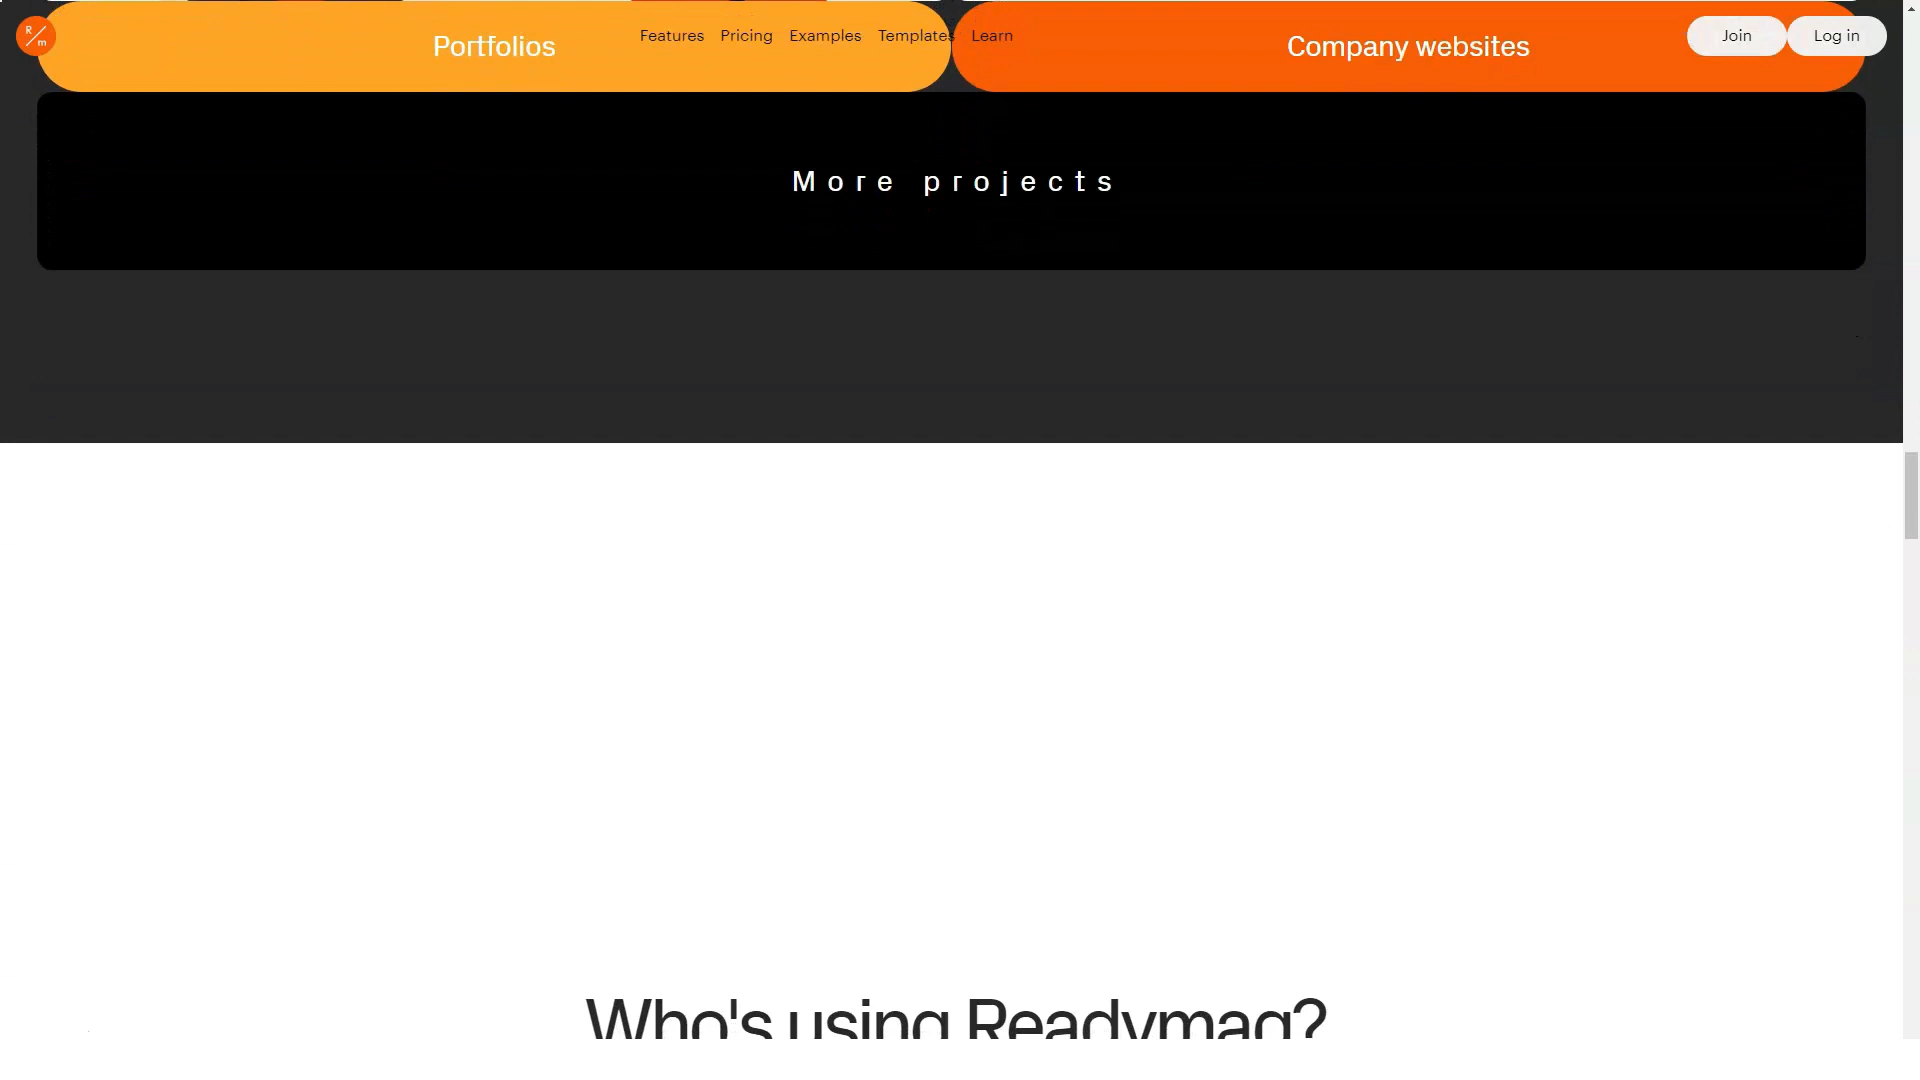 R
m
Portfolios
Features Pricing Examples Templates Learn
Company websites
Join
Log in
More projects
Who's using Readymag?